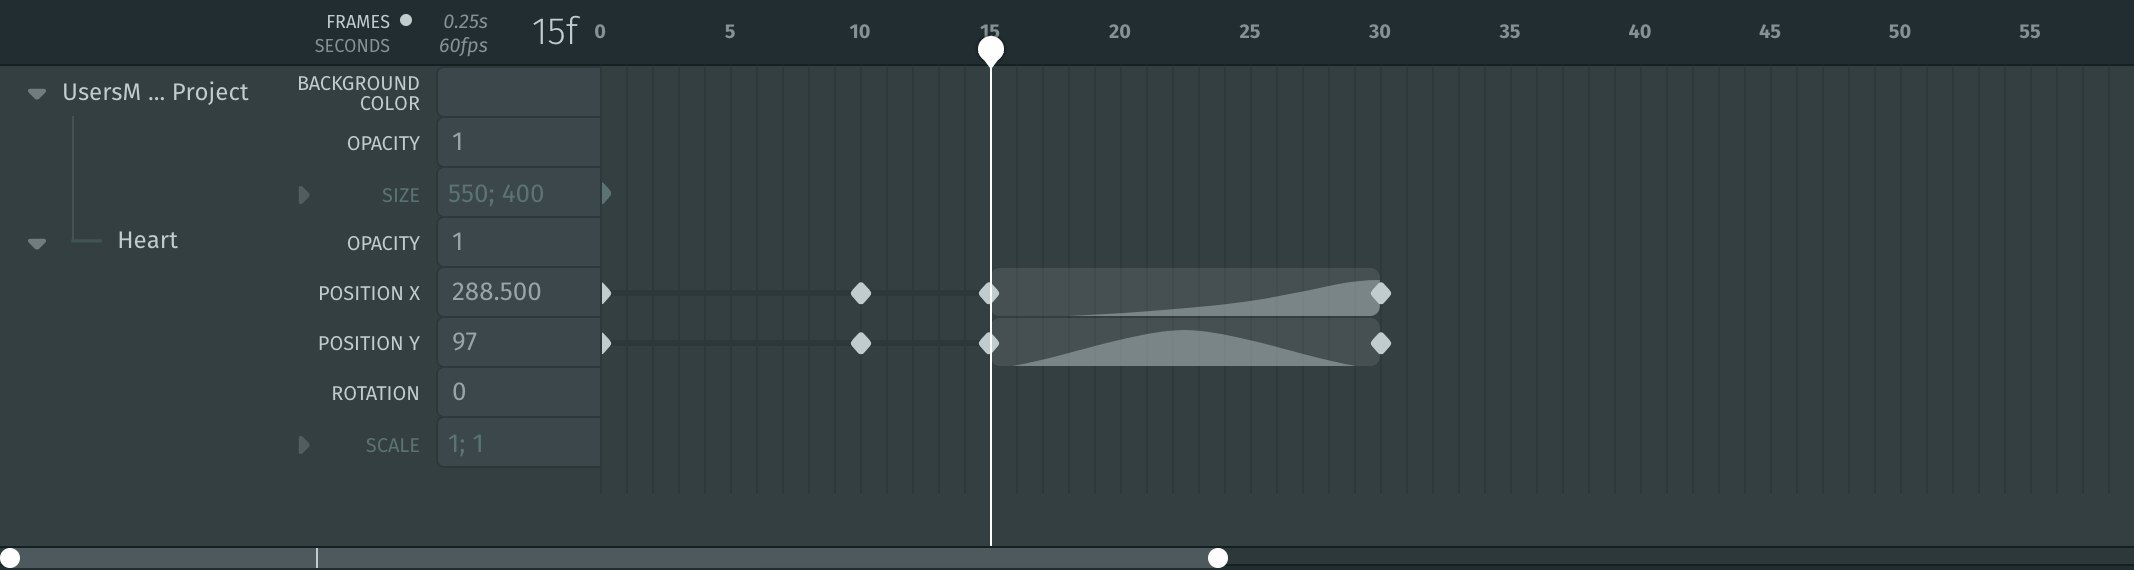 FRAMES 0.25s 15f 0 5 10 15 20 25 30 35 40 45 50 55
SECONDS 60fps
UsersM ... Project BACKGROUND
COLOR
OPACITY 1
SIZE 550; 400
Heart OPACITY 1
POSITION X 288.500
POSITION Y 97
ROTATION 0
SCALE 1; 1